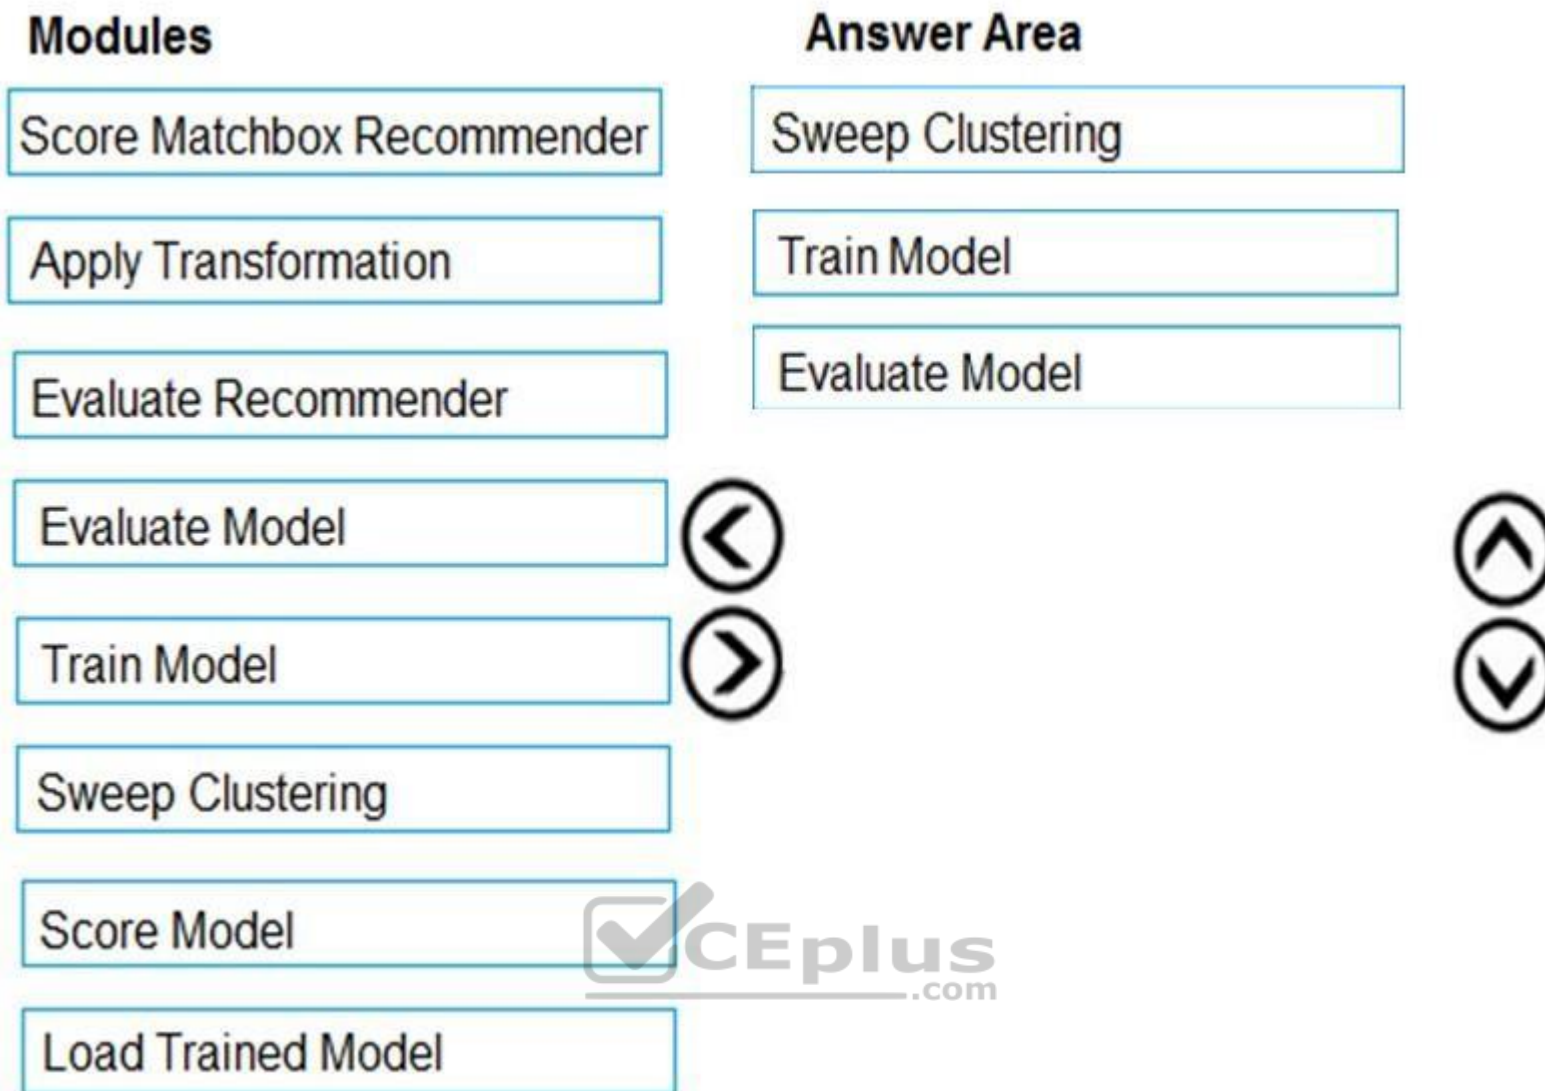 Modules
Score Matchbox Recommender
Apply Transformation
Evaluate Recommender
Evaluate Model
Train Model
Sweep Clustering
Score Model
Load Trained Model
Answer Area
Sweep Clustering
Train Model
Evaluate Model
CEplus
.com